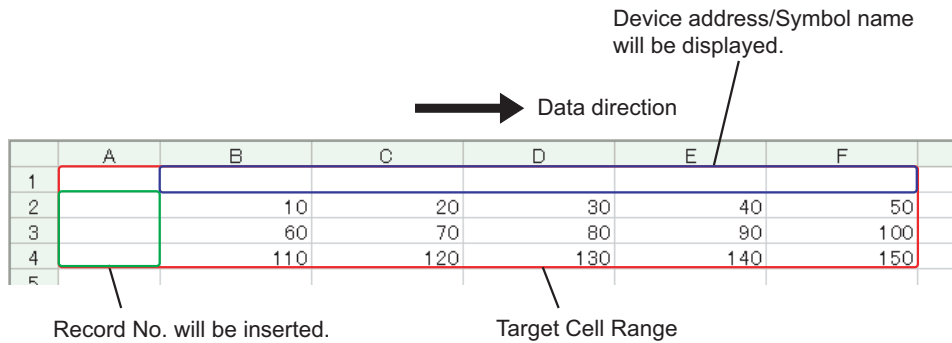 Device address/Symbol name
will be displayed.
Data direction
A B C D E F
1
2 10 20 30 40 50
3 60 70 80 90 100
4 110 120 130 140 150
5
Record No. will be inserted.
Target Cell Range